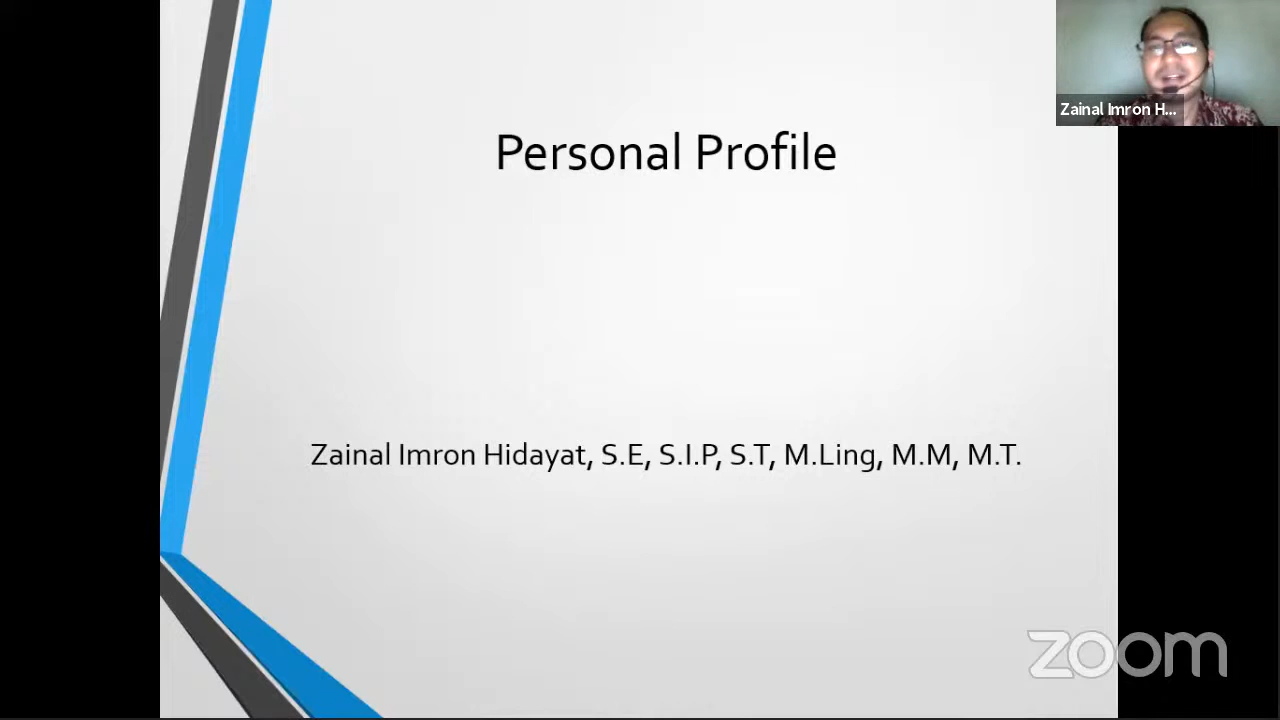 Zainal Imron H...
Personal Profile
Zainal Imron Hidayat, S.E, S.I.P, S.T, M.Ling, M.M, M.T.
zoom